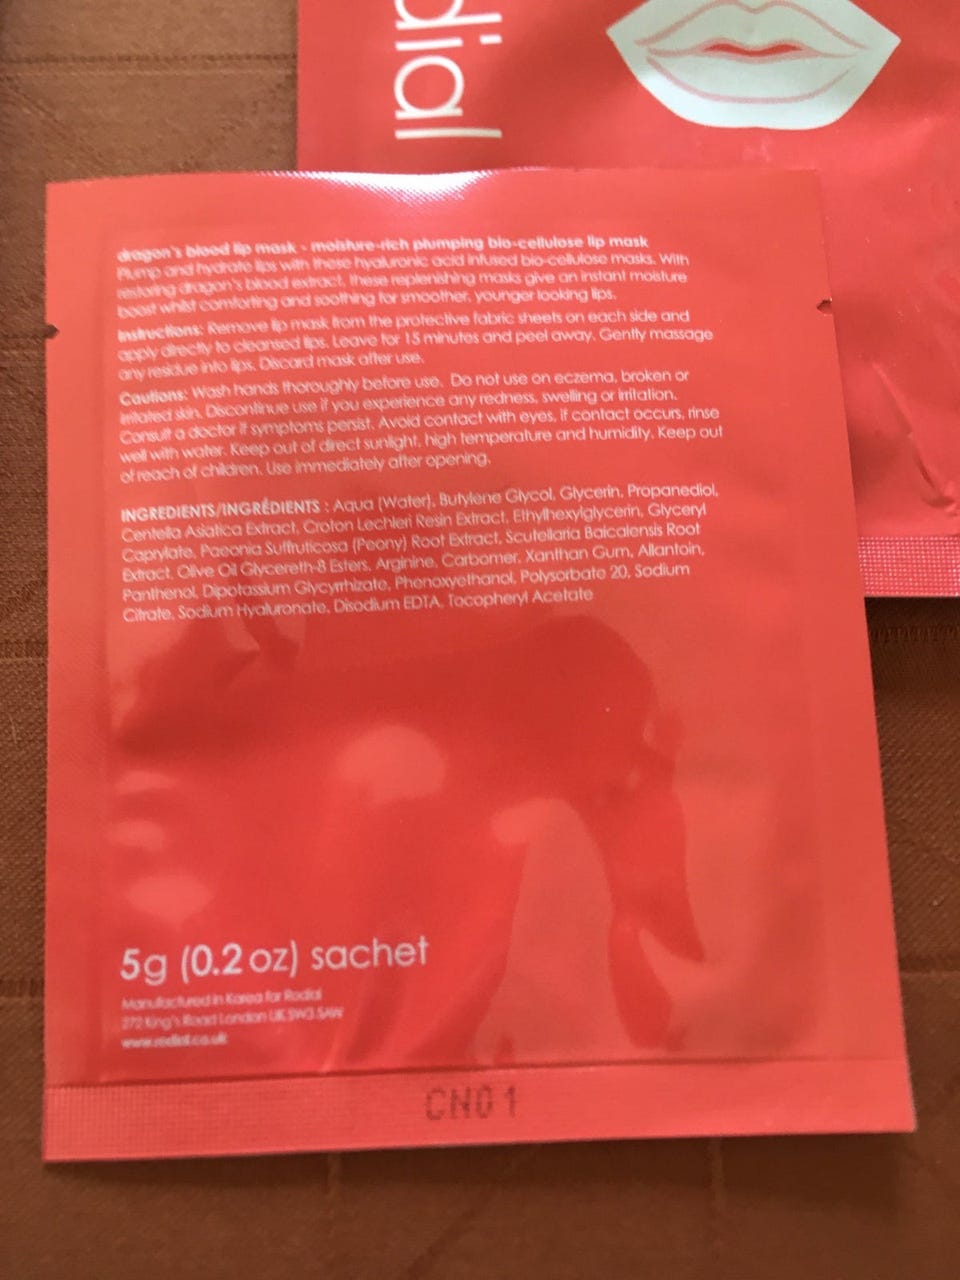 dial
dragon's blood lip mask - moisture-rich plumping bio-cellulose lip mask
Plump and hydrate lips with these hyaluronic acid infused bio-cellulose masks. With
restoring dragon's blood extract, these replenishing masks give an instant moisture
boost whilst comforting and soothing for smoother, younger looking lips.
Instructions: Remove lip mask from the protective fabric sheets on each side and
apply directly to cleansed lips. Leave for 15 minutes and peel away. Gently massage
any residue into lips. Discard mask after use.
Cautions: Wash hands thoroughly before use. Do not use on eczema, broken or
irritated skin. Discontinue use if you experience any redness, swelling or irritation.
Consult a doctor if symptoms persist. Avoid contact with eyes, if contact occurs, rinse
well with water. Keep out of direct sunlight, high temperature and humidity. Keep out
of reach of children. Use immediately after opening.
INGREDIENTS/INGRÉDIENTS : Aqua (Water), Butylene Glycol, Glycerin, Propanediol,
Centella Asiatica Extract, Croton Lechleri Resin Extract, Ethylhexylglycerin, Glyceryl
Caprylate, Paeonia Suffruticosa (Peony) Root Extract, Scutellaria Baicalensis Root
Extract, Olive Oil Glycereth-8 Esters, Arginine, Carbomer, Xanthan Gum, Allantoin,
Panthenol, Dipotassium Glycyrrhizate, Phenoxyethanol, Polysorbate 20, Sodium
Citrate, Sodium Hyaluronate, Disodium EDTA, Tocopheryl Acetate
5g (0.2 oz) sachet
Manufactured in Korea for Rodial
272 King's Road London UK SW3 5AW
www.rodial.co.uk
CN01